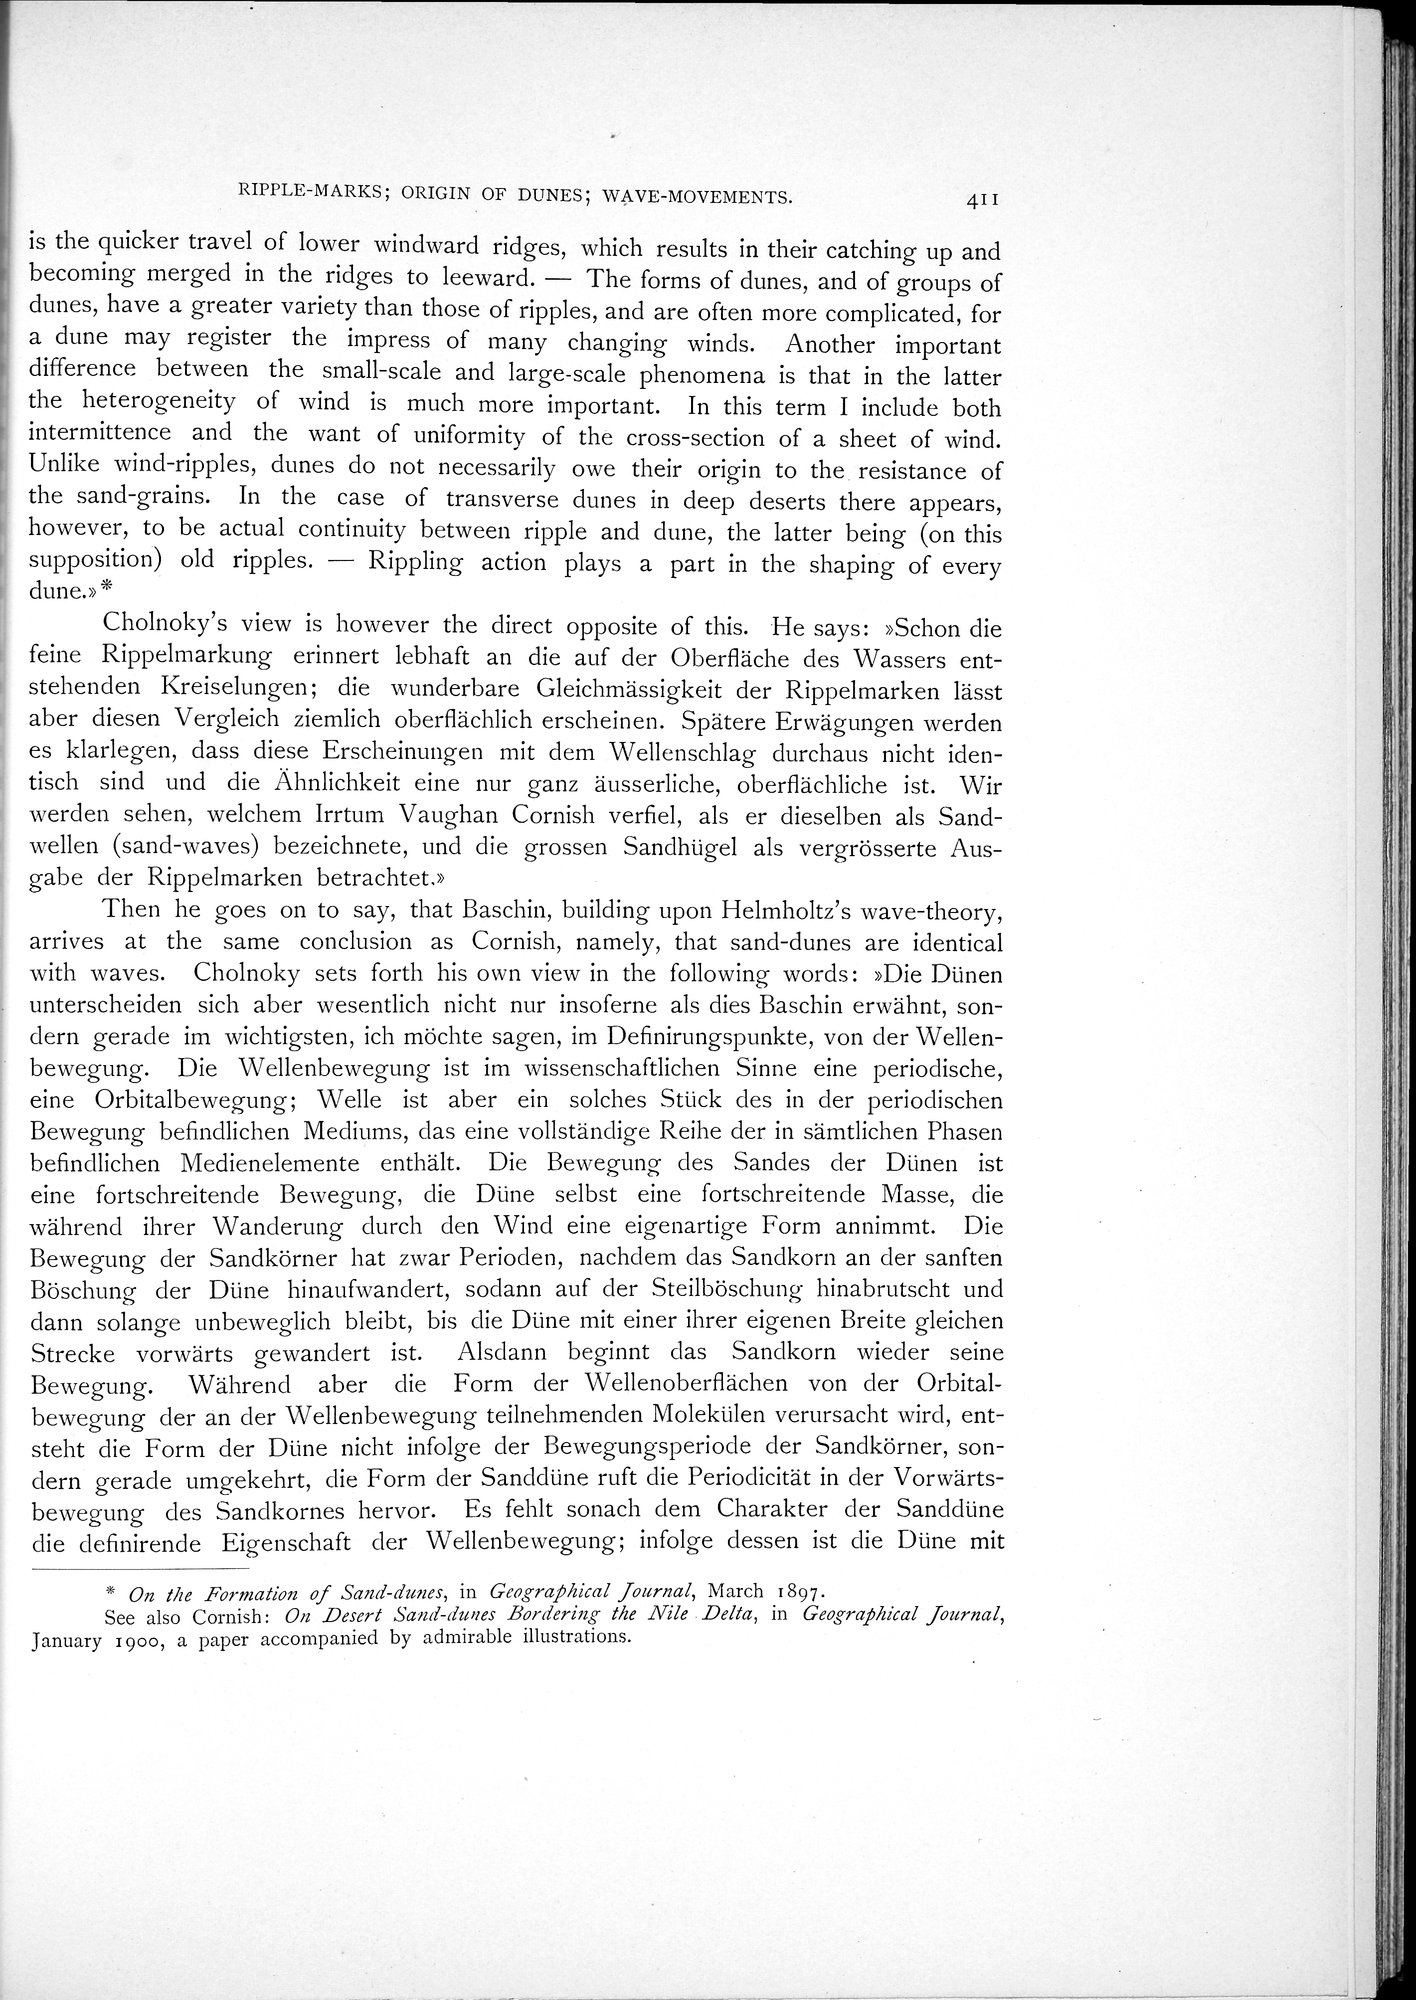 RIPPLE-MARKS; ORIGIN OF DUNES; WAVE-MOVEMENTS. 411
is the quicker travel of lower windward ridges, which results in their catching up and
becoming merged in the ridges to leeward. — The forms of dunes, and of groups of
dunes, have a greater variety than those of ripples, and are often more complicated, for
a dune may register the impress of many changing winds. Another important
difference between the small-scale and large-scale phenomena is that in the latter
the heterogeneity of wind is much more important. In this term I include both
intermittence and the want of uniformity of the cross-section of a sheet of wind.
Unlike wind-ripples, dunes do not necessarily owe their origin to the resistance of
the sand-grains. In the case of transverse dunes in deep deserts there appears,
however, to be actual continuity between ripple and dune, the latter being (on this
supposition) old ripples. — Rippling action plays a part in the shaping of every
dune.»*
Cholnoky's view is however the direct opposite of this. He says: »Schon die
feine Rippelmarkung erinnert lebhaft an die auf der Oberfläche des Wassers ent-
stehenden Kreiselungen; die wunderbare Gleichmässigkeit der Rippelmarken lässt
aber diesen Vergleich ziemlich oberflächlich erscheinen. Spätere Erwägungen werden
es klarlegen, dass diese Erscheinungen mit dem Wellenschlag durchaus nicht iden-
tisch sind und die Ähnlichkeit eine nur ganz äusserliche, oberflächliche ist. Wir
werden sehen, welchem Irrtum Vaughan Cornish verfiel, als er dieselben als Sand-
wellen (sand-waves) bezeichnete, und die grossen Sandhügel als vergrösserte Aus-
gabe der Rippelmarken betrachtet.»
Then he goes on to say, that Baschin, building upon Helmholtz's wave-theory,
arrives at the same conclusion as Cornish, namely, that sand-dunes are identical
with waves. Cholnoky sets forth his own view in the following words: »Die Dünen
unterscheiden sich aber wesentlich nicht nur insoferne als dies Baschin erwähnt, son-
dern gerade im wichtigsten, ich möchte sagen, im Definirungspunkte, von der Wellen-
bewegung. Die Wellenbewegung ist im wissenschaftlichen Sinne eine periodische,
eine Orbitalbewegung; Welle ist aber ein solches Stück des in der periodischen
Bewegung befindlichen Mediums, das eine vollständige Reihe der in sämtlichen Phasen
befindlichen Medienelemente enthält. Die Bewegung des Sandes der Dünen ist
eine fortschreitende Bewegung, die Düne selbst eine fortschreitende Masse, die
während ihrer Wanderung durch den Wind eine eigenartige Form annimmt. Die
Bewegung der Sandkörner hat zwar Perioden, nachdem das Sandkorn an der sanften
Böschung der Düne hinaufwandert, sodann auf der Steilböschung hinabrutscht und
dann solange unbeweglich bleibt, bis die Düne mit einer ihrer eigenen Breite gleichen
Strecke vorwärts gewandert ist. Alsdann beginnt das Sandkorn wieder seine
Bewegung. Während aber die Form der Wellenoberflächen von der Orbital-
bewegung der an der Wellenbewegung teilnehmenden Molekülen verursacht wird, ent-
steht die Form der Düne nicht infolge der Bewegungsperiode der Sandkörner, son-
dern gerade umgekehrt, die Form der Sanddüne ruft die Periodicität in der Vorwärts-
bewegung des Sandkornes hervor. Es fehlt sonach dem Charakter der Sanddüne
die definirende Eigenschaft der Wellenbewegung; infolge dessen ist die Düne mit
* On the Formation of Sand-dunes, in Geographical Journal, March 1897.
See also Cornish: On Desert Sand-dunes Bordering the Nile Delta, in Geographical Journal,
January 1900, a paper accompanied by admirable illustrations.